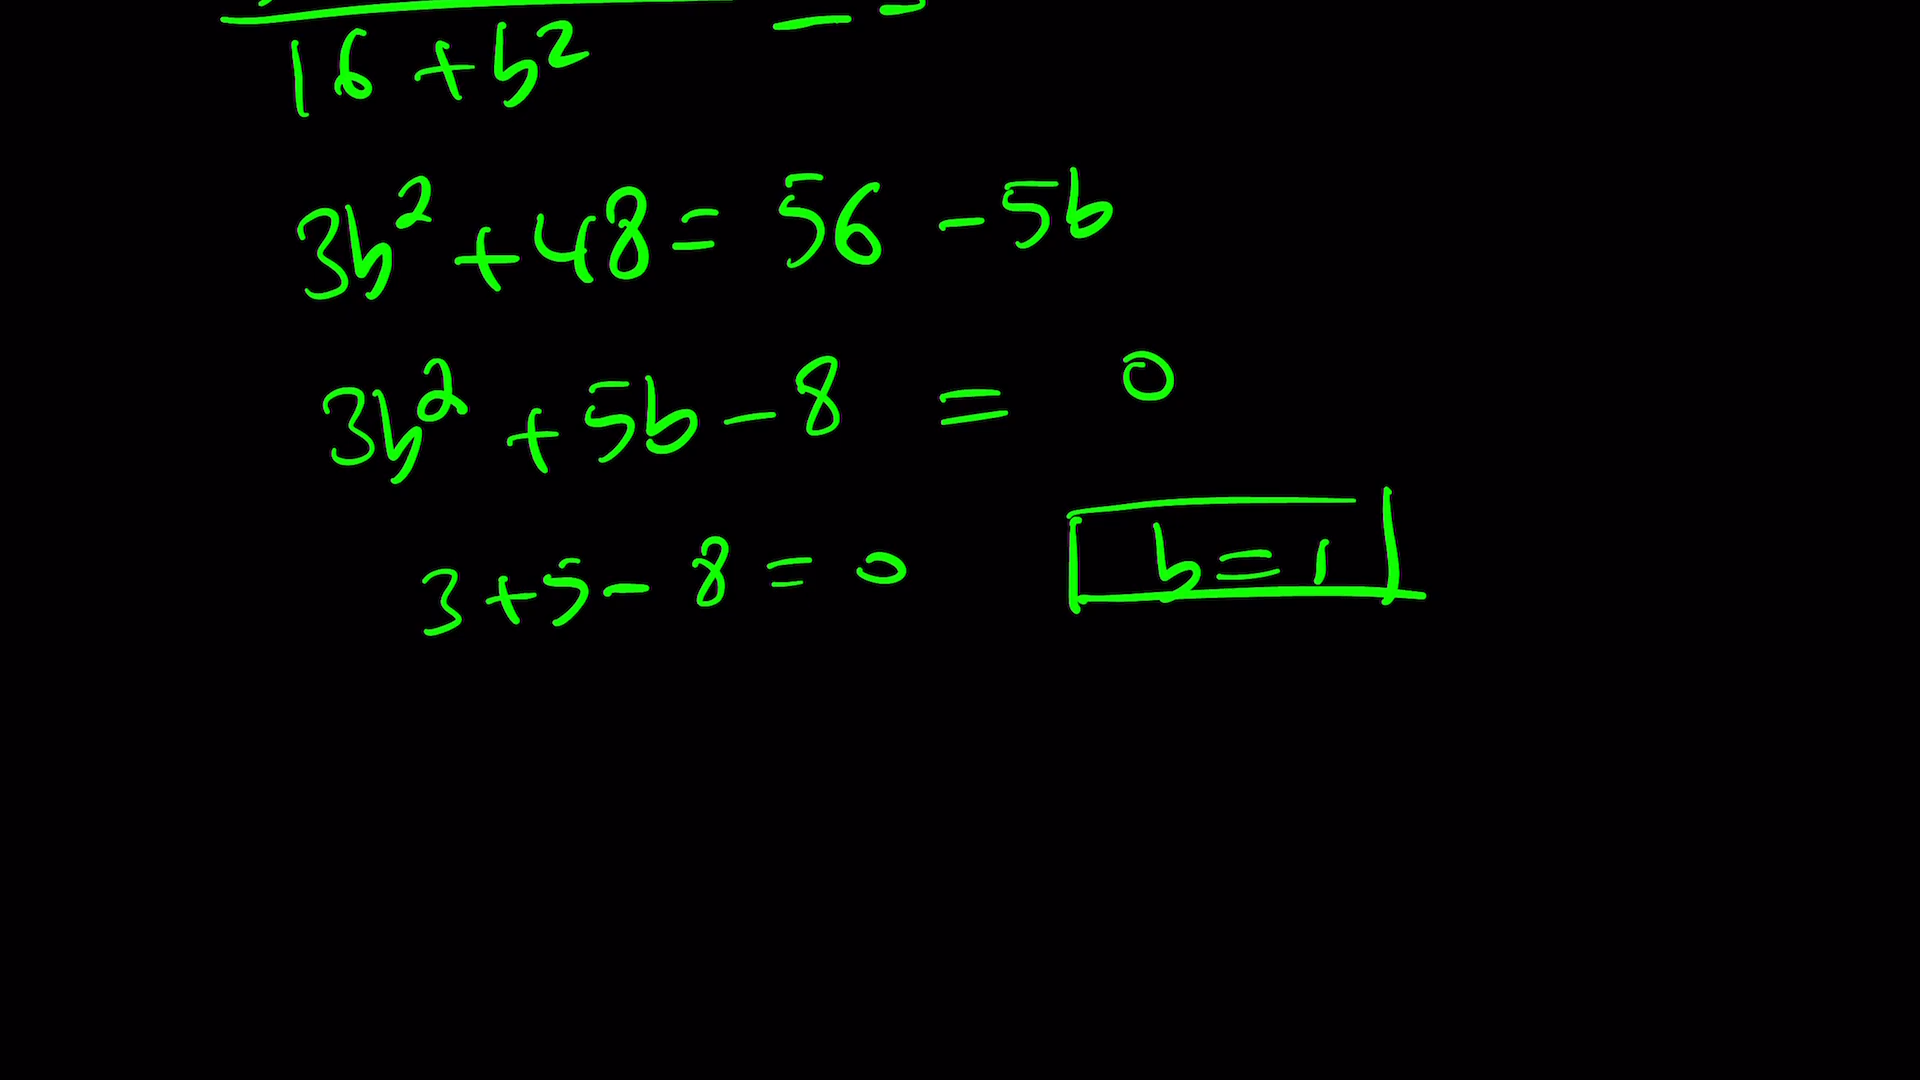 16 + b²
3b² + 48 = 56 - 5b
3b² + 5b - 8 = 0
3 + 5 - 8 = 0
b = 1